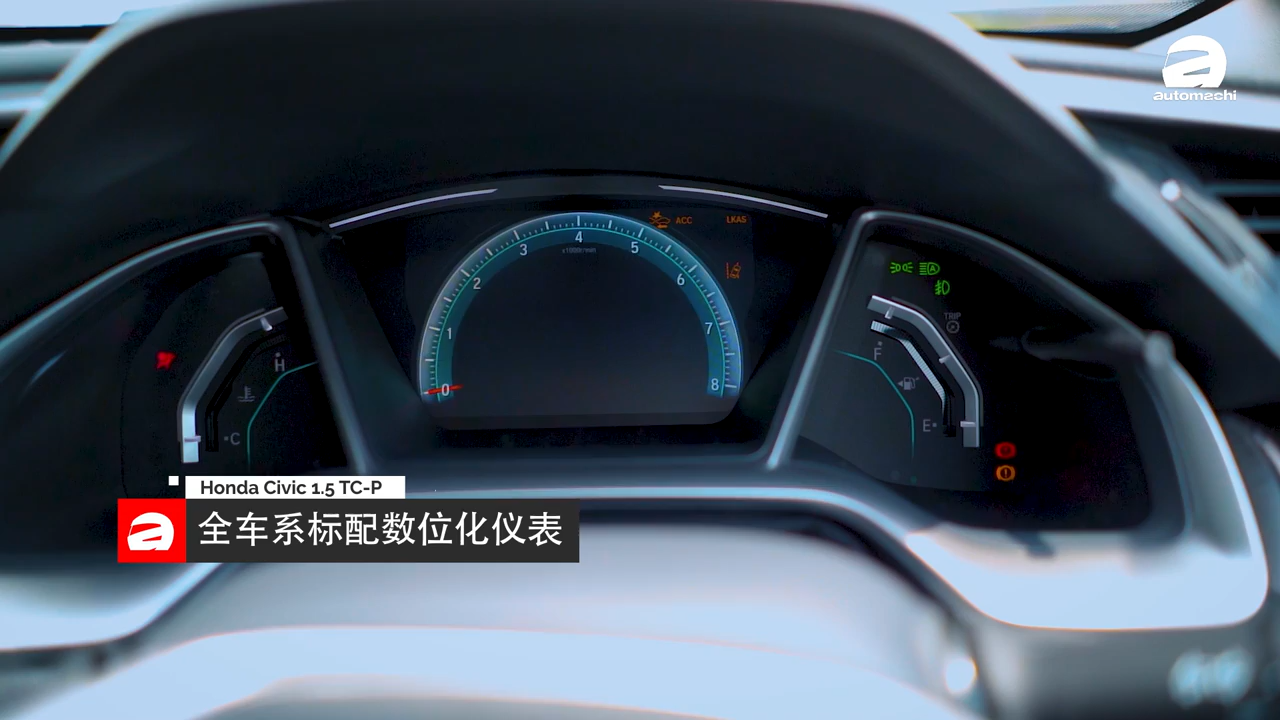 automachi
ACC
LKAS
0
1
2
3
4
5
6
7
8
x1000r/min
H
C
TRIP
F
E
Honda Civic 1.5 TC-P
全车系标配数位化仪表